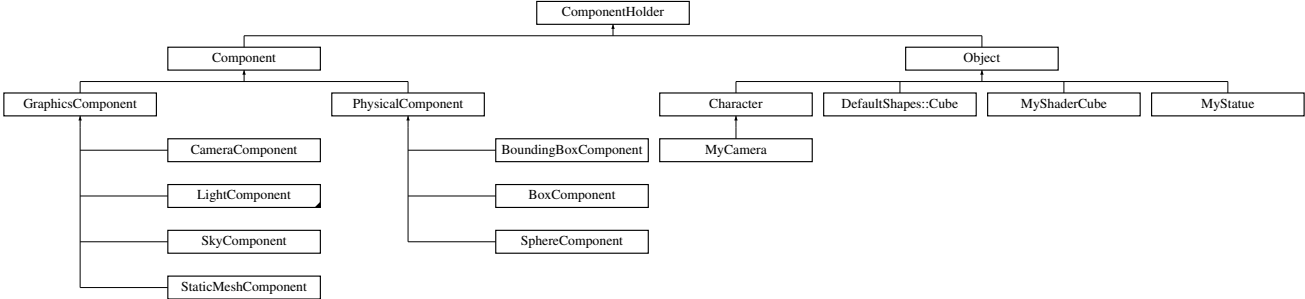 ComponentHolder
Component
Object
GraphicsComponent
PhysicalComponent
Character
DefaultShapes::Cube
MyShaderCube
MyStatue
CameraComponent
BoundingBoxComponent
MyCamera
LightComponent
BoxComponent
SkyComponent
SphereComponent
StaticMeshComponent